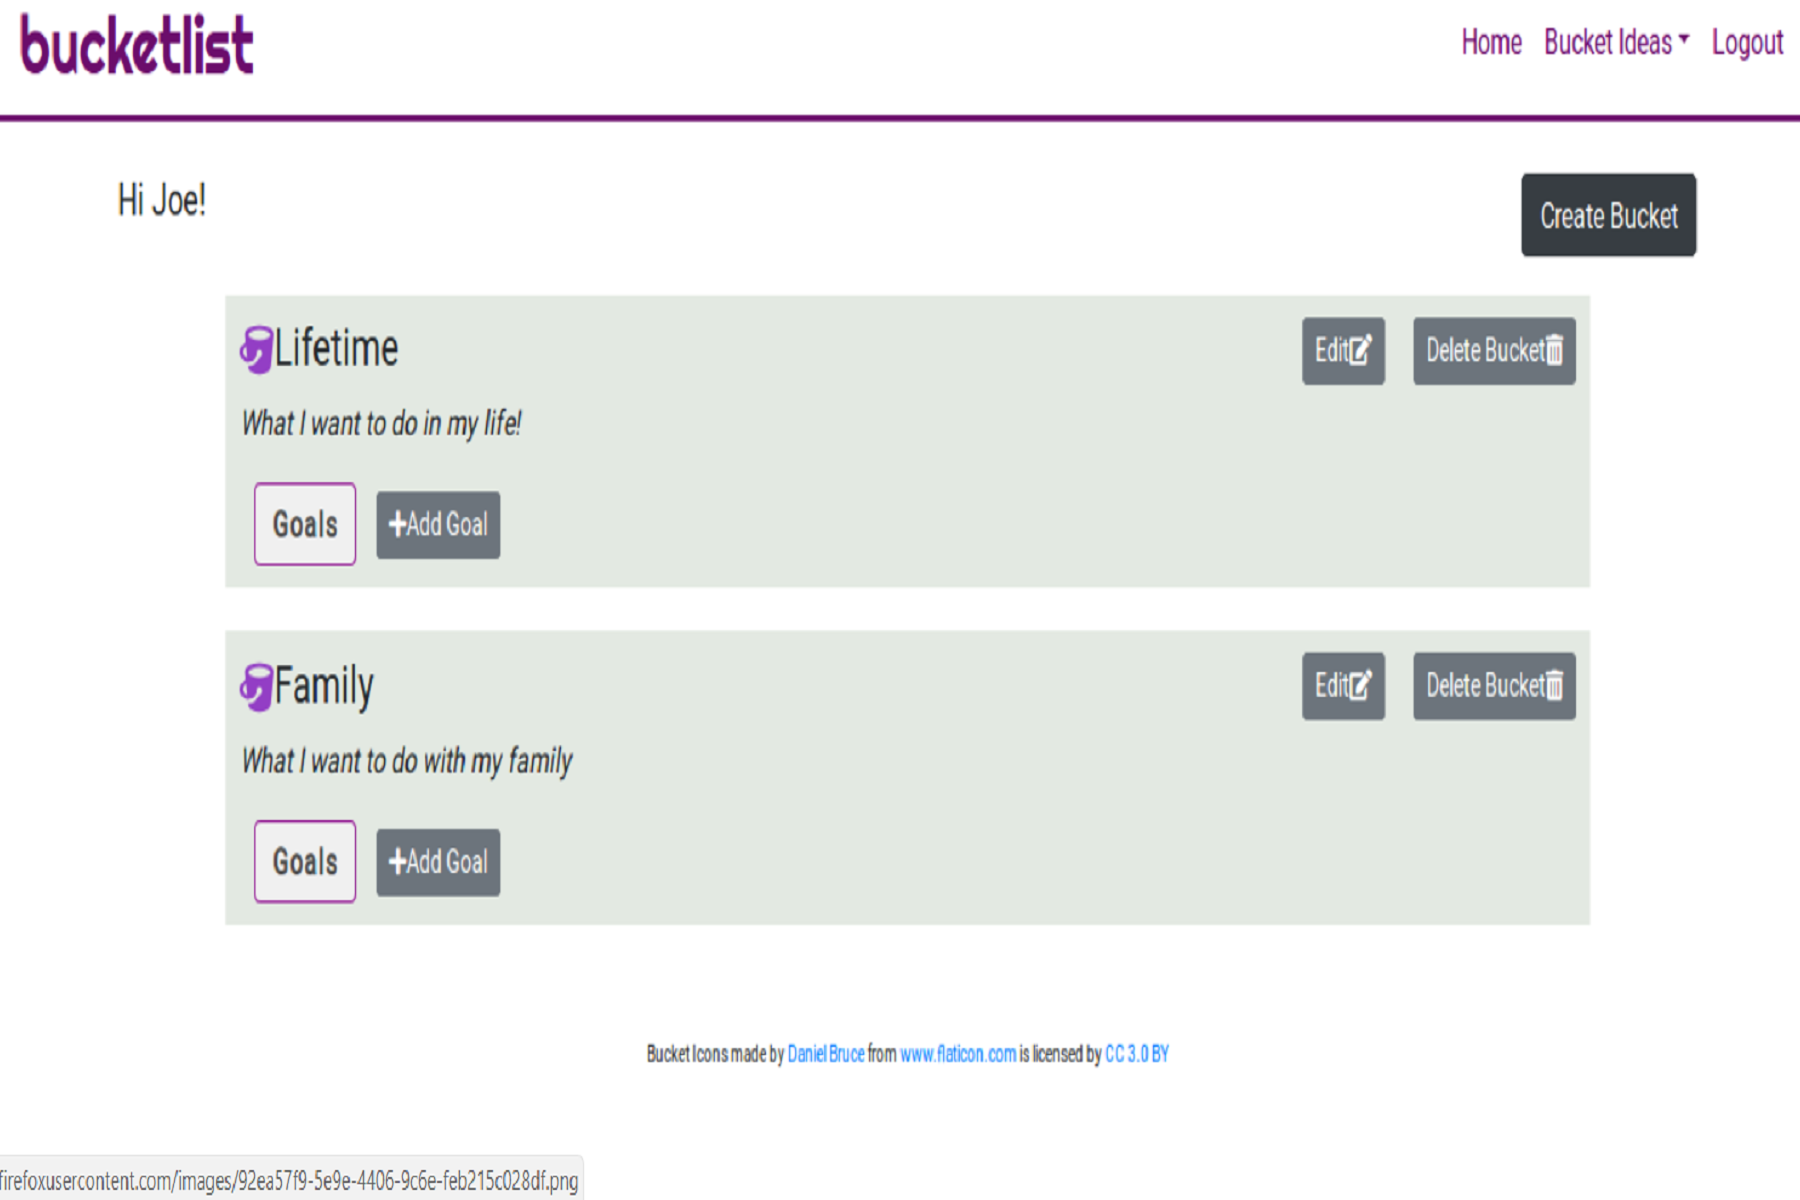 bucketlist
Home Bucket Ideas Logout
Hi Joe!
Create Bucket
Lifetime
Edit Delete Bucket
What I want to do in my life!
Goals +Add Goal
Family
Edit Delete Bucket
What I want to do with my family
Goals +Add Goal
Bucket Icons made by Daniel Bruce from www.flaticon.com is licensed by CC 3.0 BY
firefoxusercontent.com/images/92ea57f9-5e9e-4406-9c6e-feb215c028df.png